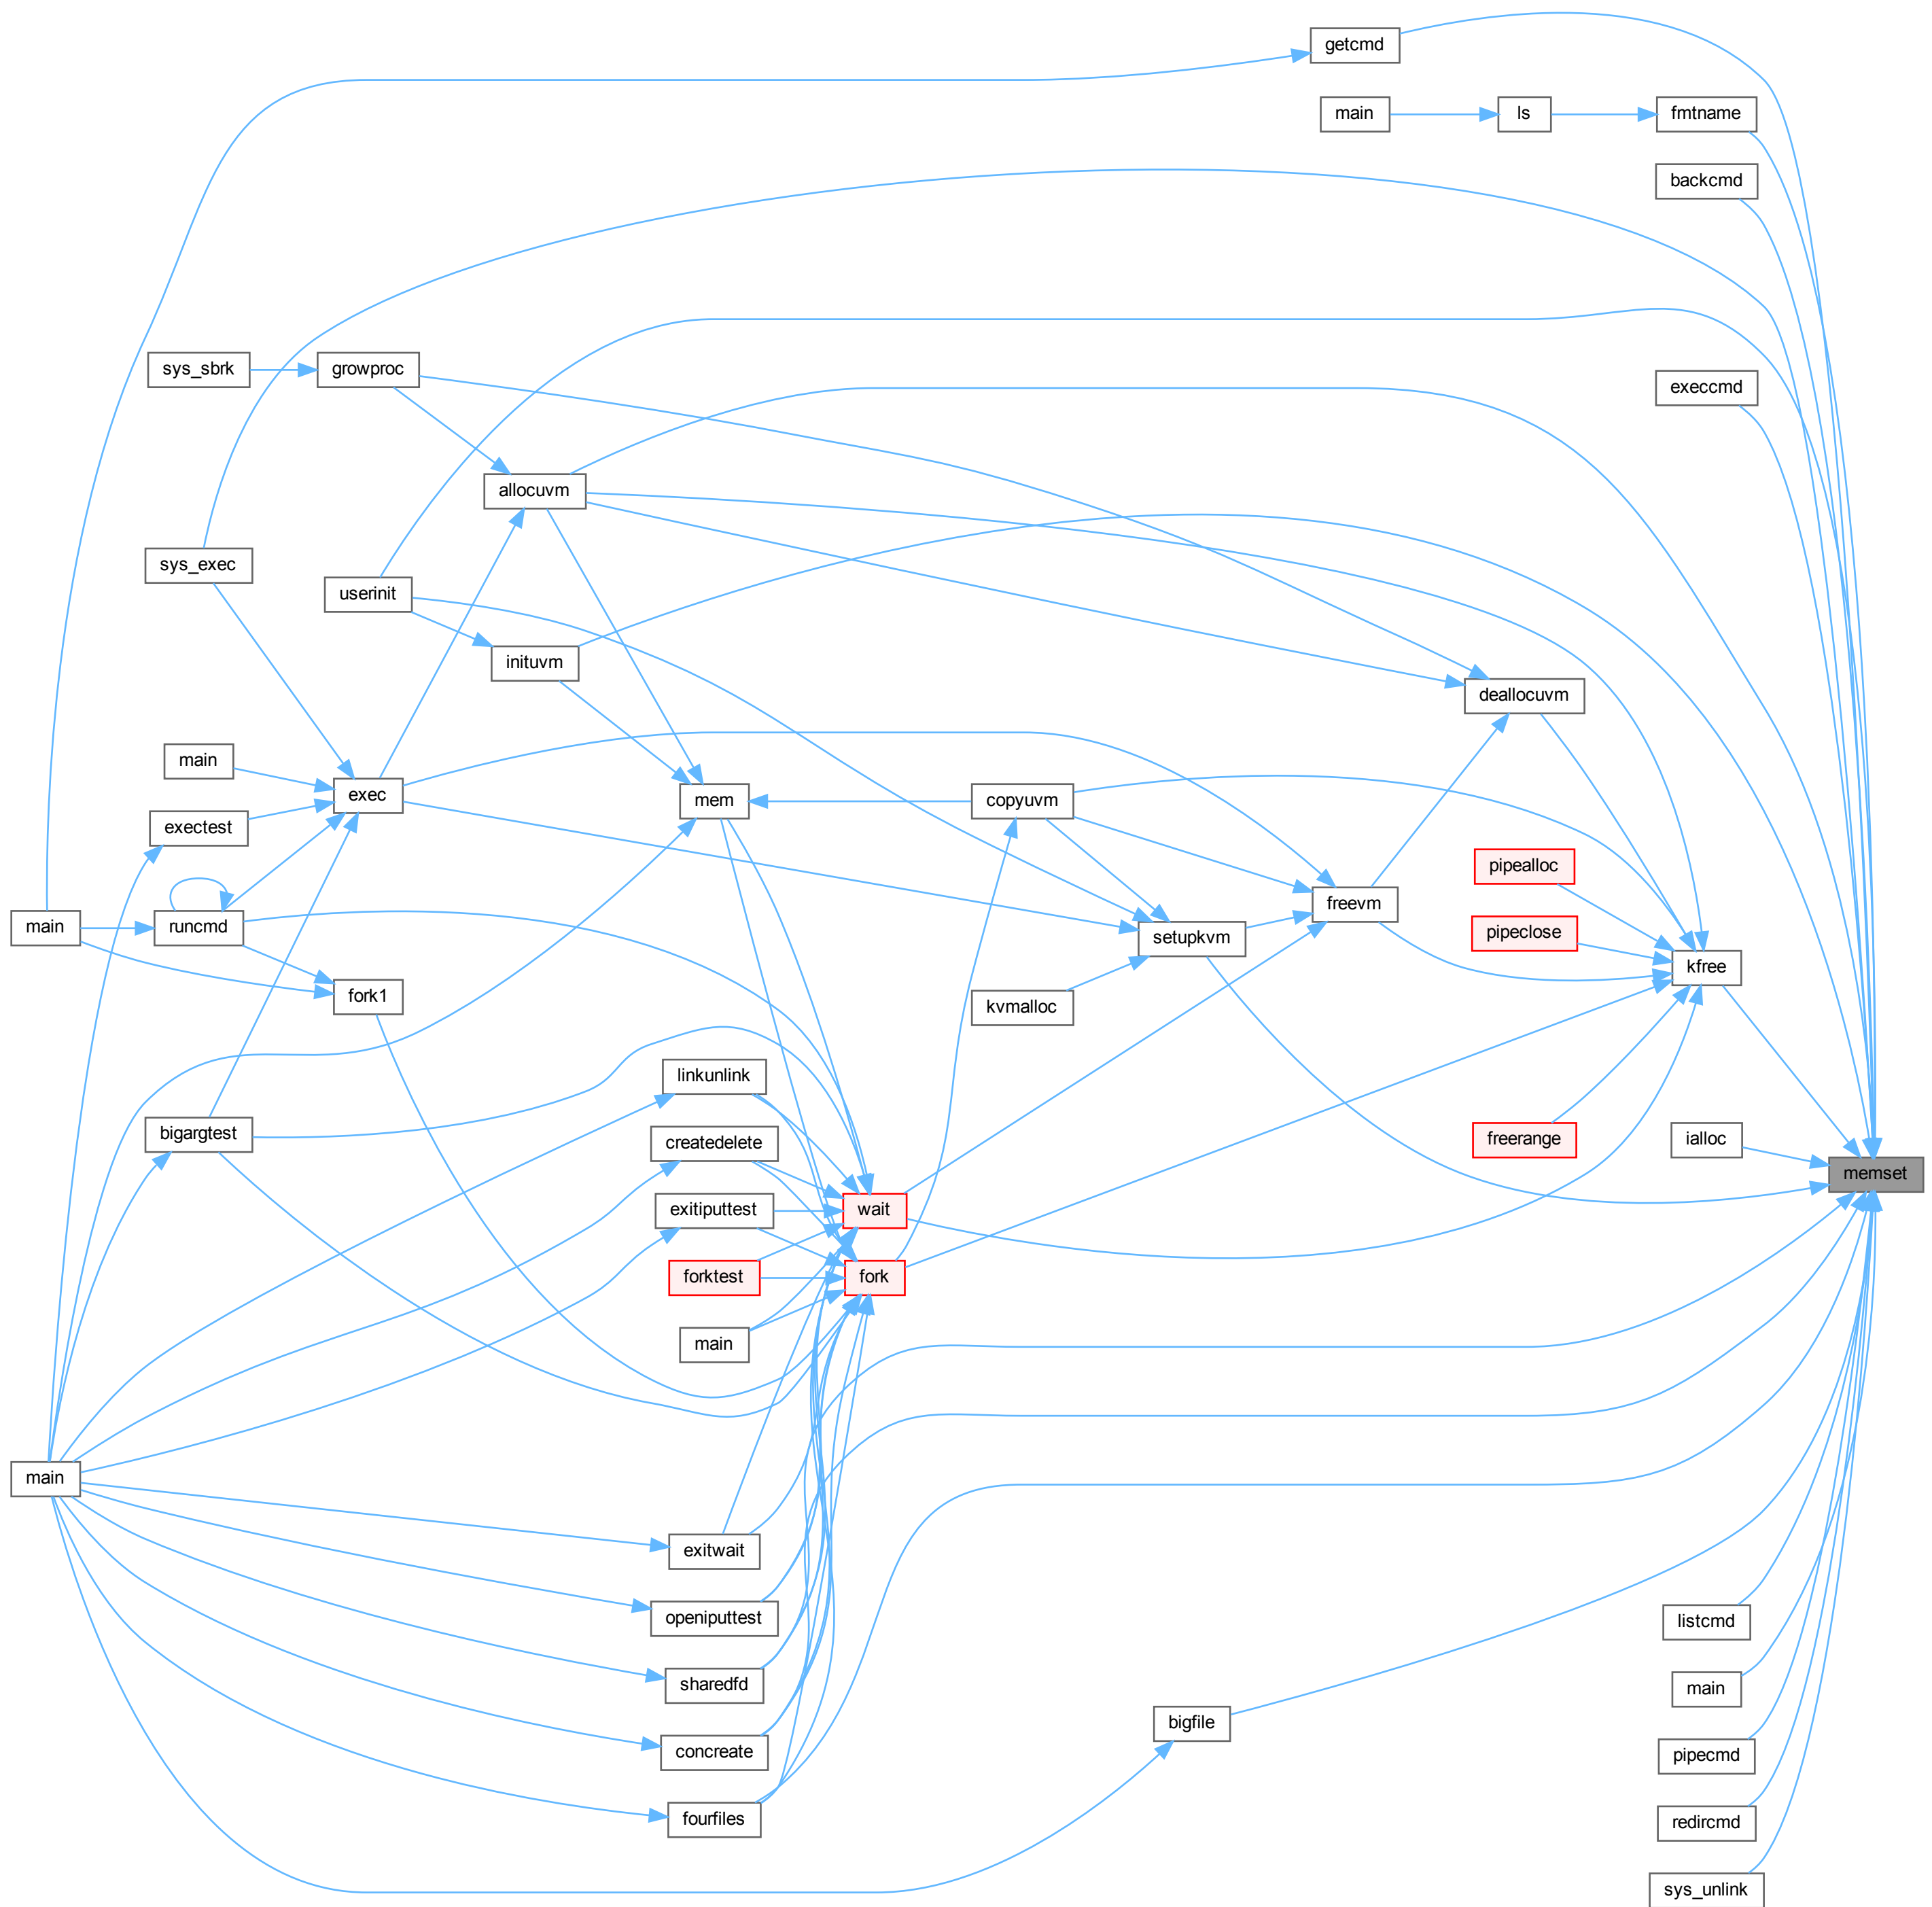 getcmd
main
ls
fmtname
backcmd
sys_sbrk
growproc
execcmd
allocuvm
sys_exec
userinit
inituvm
deallocuvm
main
exec
mem
copyuvm
exectest
pipealloc
freevm
main
runcmd
pipeclose
setupkvm
kfree
fork1
kvmalloc
linkunlink
bigargtest
createdelete
freerange
ialloc
memset
exitiputtest
wait
forktest
fork
main
main
exitwait
openiputtest
listcmd
sharedfd
main
bigfile
concreate
pipecmd
fourfiles
redircmd
sys_unlink